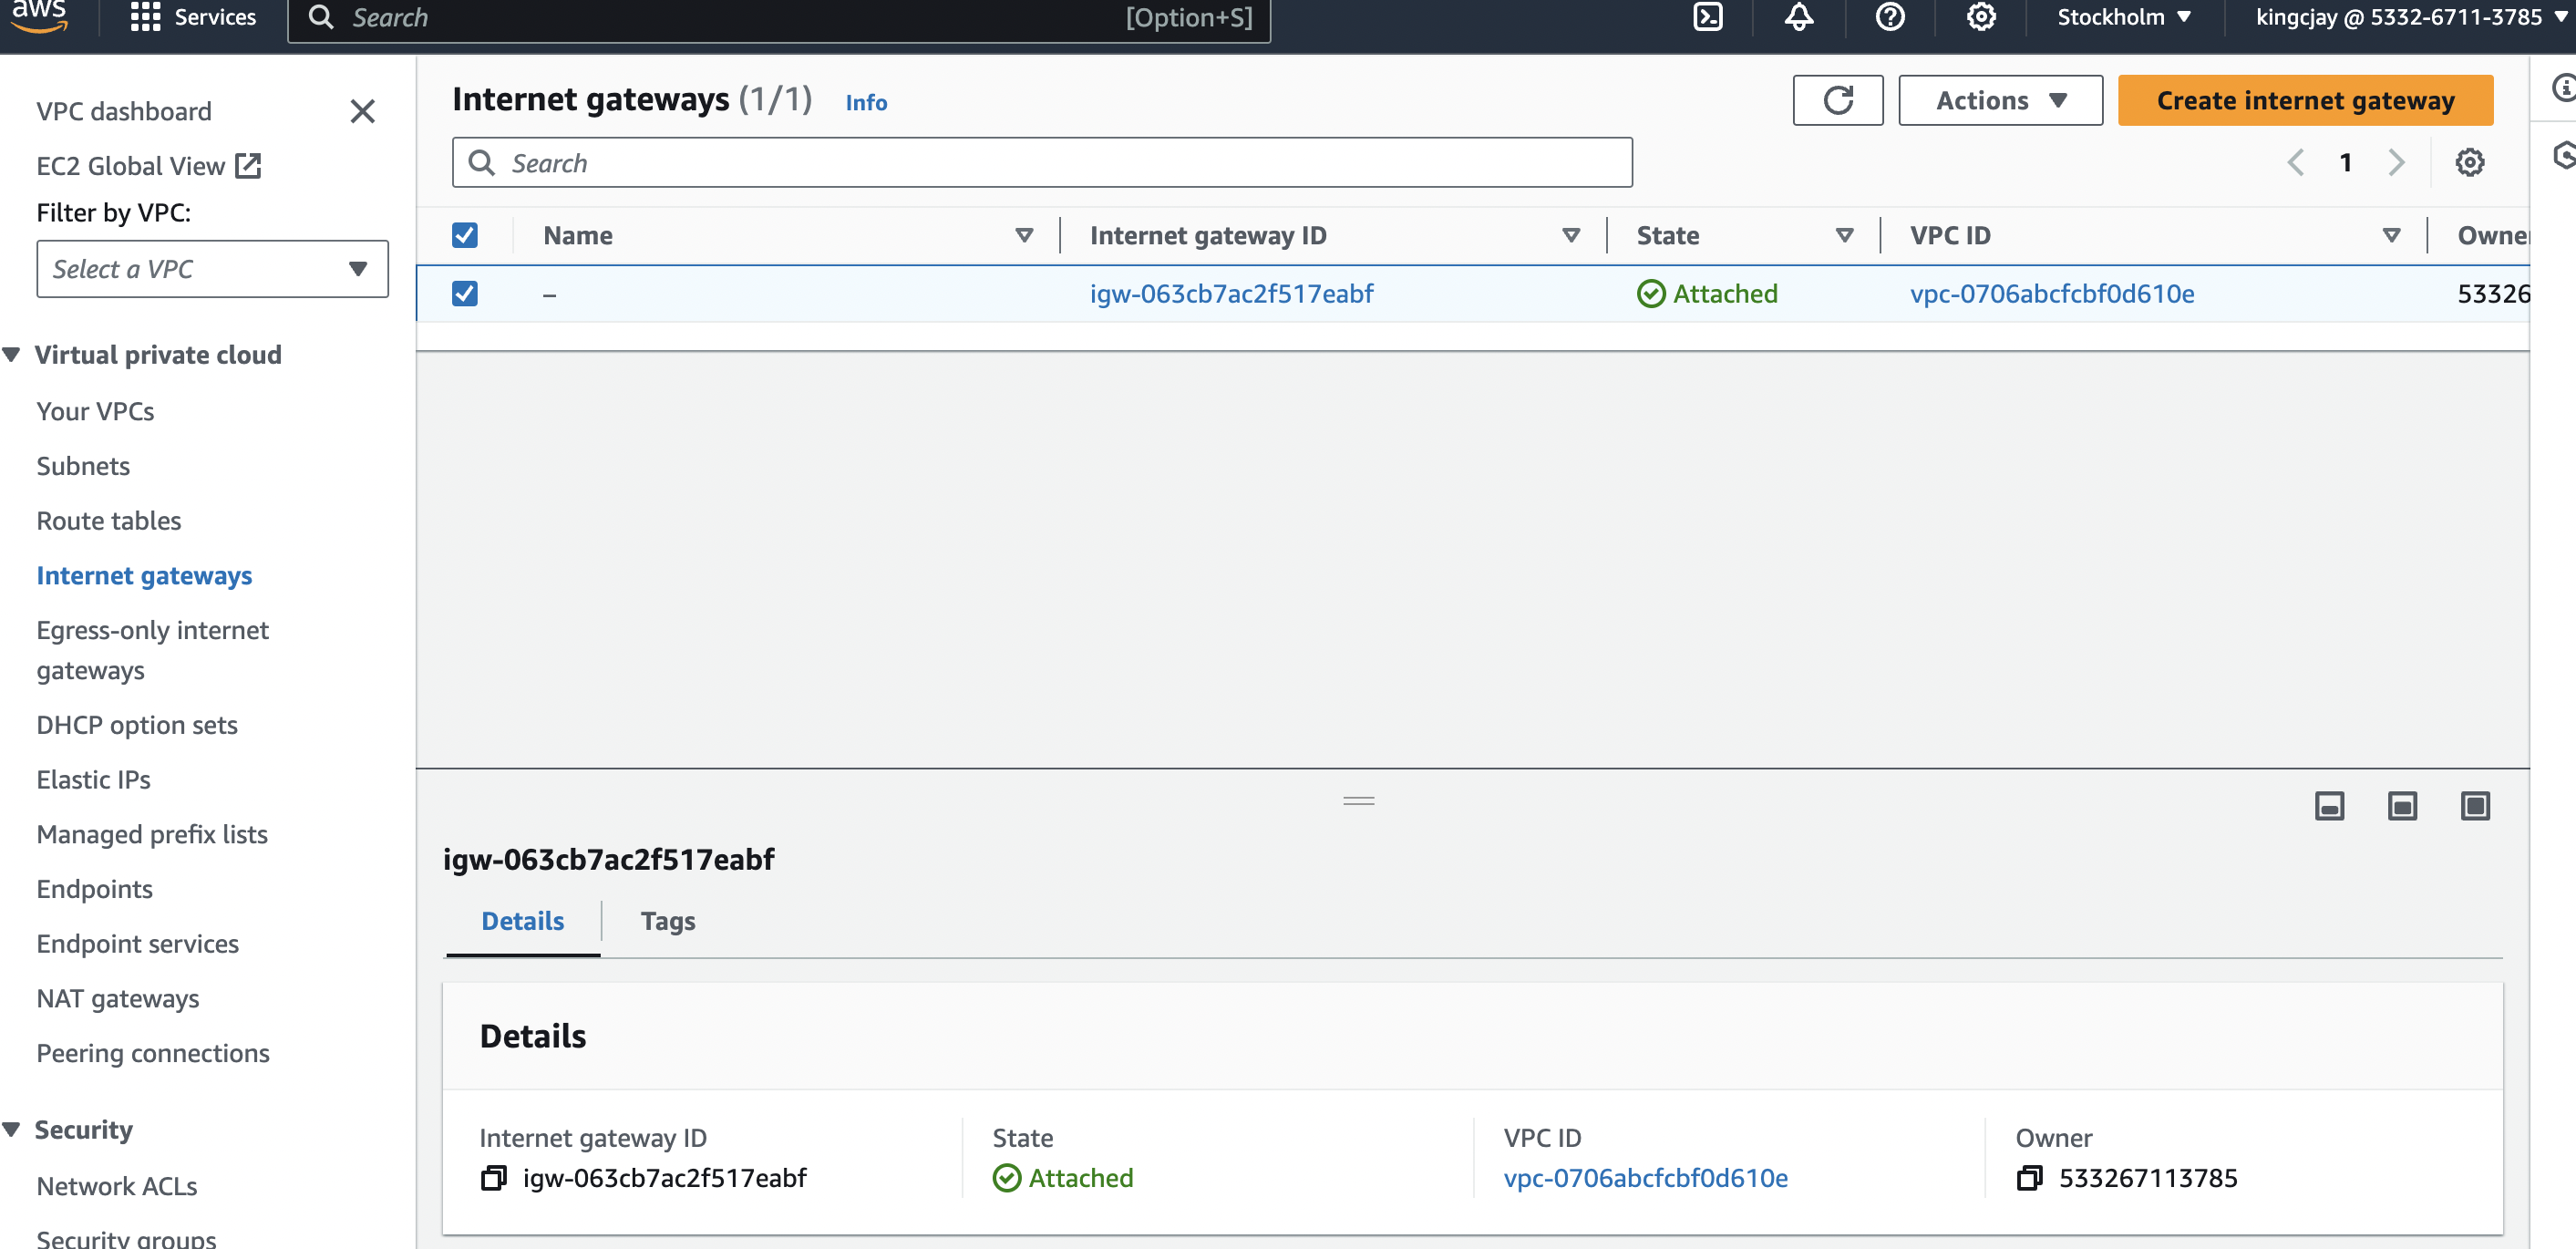 aws
Services
Search
[Option+S]
Stockholm
kingcjay @ 5332-6711-3785
VPC dashboard
EC2 Global View
Filter by VPC:
Select a VPC
Virtual private cloud
Your VPCs
Subnets
Route tables
Internet gateways
Egress-only internet
gateways
DHCP option sets
Elastic IPs
Managed prefix lists
Endpoints
Endpoint services
NAT gateways
Peering connections
Security
Network ACLs
Security groups
Internet gateways (1/1) Info
Actions
Create internet gateway
Search
1
Name Internet gateway ID State VPC ID Owne
– igw-063cb7ac2f517eabf Attached vpc-0706abcfcbf0d610e 53326
igw-063cb7ac2f517eabf
Details Tags
Details
Internet gateway ID
igw-063cb7ac2f517eabf
State
Attached
VPC ID
vpc-0706abcfcbf0d610e
Owner
533267113785